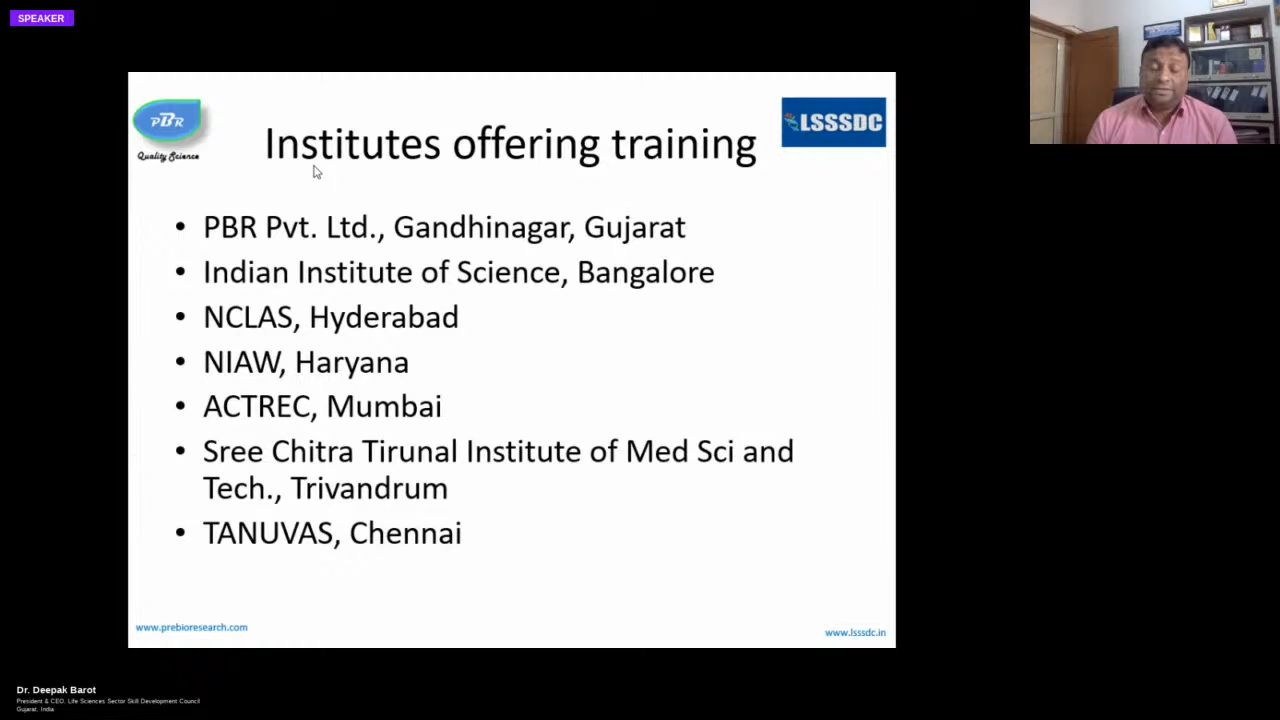 SPEAKER
PBR
Quality Science
LSSSDC
Institutes offering training
• PBR Pvt. Ltd., Gandhinagar, Gujarat
• Indian Institute of Science, Bangalore
• NCLAS, Hyderabad
• NIAW, Haryana
• ACTREC, Mumbai
• Sree Chitra Tirunal Institute of Med Sci and
Tech., Trivandrum
• TANUVAS, Chennai
www.prebioresearch.com
www.lsssdc.in
Dr. Deepak Barot
President & CEO, Life Sciences Sector Skill Development Council
Gujarat, India